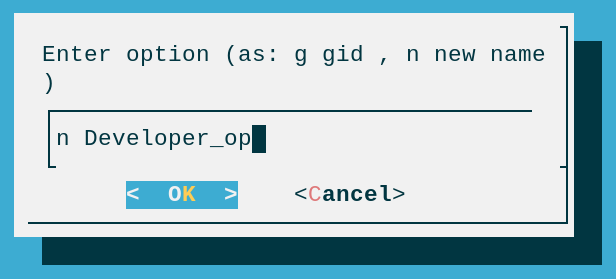 Enter option (as: g gid , n new name
)
n Developer_op
<  OK  >    <Cancel>